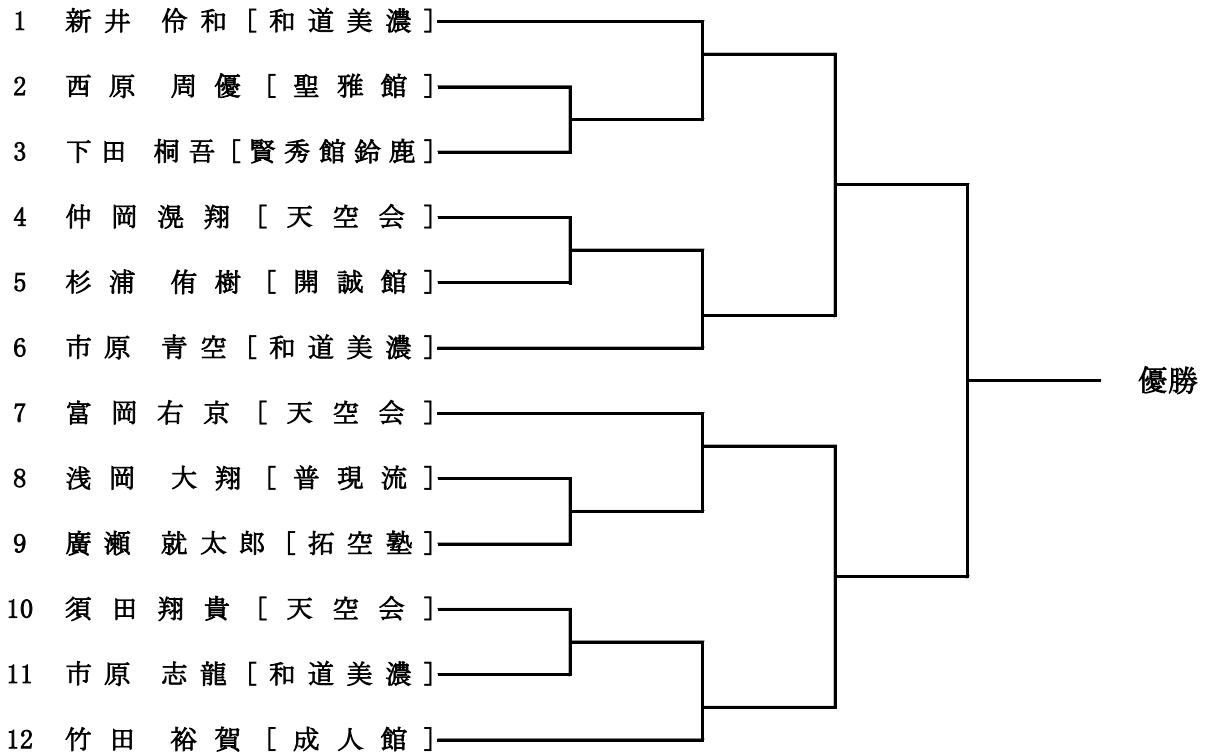 1 新井 伶和 [和道美濃]
2 西原 周優 [聖雅館]
3 下田 桐吾 [賢秀館鈴鹿]
4 仲岡滉翔 [天空会]
5 杉浦 侑樹 [開誠館]
6 市原 青空 [和道美濃]
優勝
7 富岡右京 [天空会]
8 浅岡 大翔 [普現流]
9 廣瀬 就太郎 [拓空塾]
10 須田翔貴 [天空会]
11 市原 志龍 [和道美濃]
12 竹田 裕賀 [成人館]